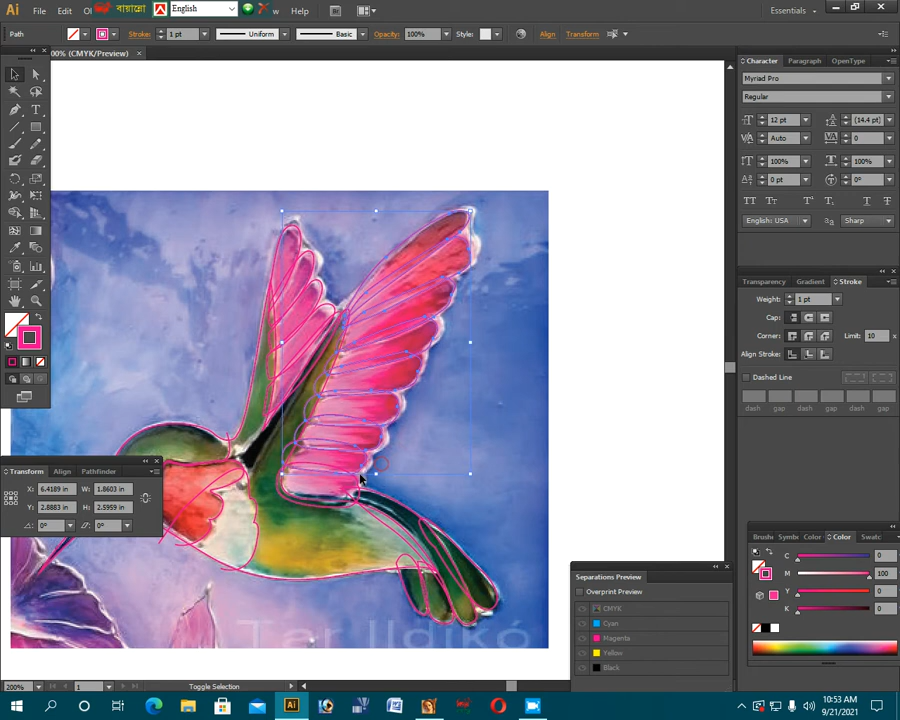 Ai File Edit বায়ান্নো English w Help Essentials
Path Stroke: 1 pt Uniform Basic Opacity: 100% Style: Align Transform
00% (CMYK/Preview) ×
Character Paragraph OpenType
Myriad Pro
Regular
12 pt (14.4 pt)
Auto 0
100% 100%
0 pt 0°
English: USA Sharp
Transparency Gradient Stroke
Weight: 1 pt
Cap:
Corner: Limit: 10 x
Align Stroke:
Dashed Line
dash gap dash gap dash gap
Transform Align Pathfinder
X: 6.4189 in W: 1.8603 in
Y: 2.8883 in H: 2.5959 in
0° 0°
Brush Symb Color Color Swatc
C 0
M 100
Y 0
K 0
Separations Preview
Overprint Preview
CMYK
Cyan
Magenta
Yellow
Black
Tar Ildikó
200% 1 Toggle Selection
10:53 AM
9/21/2021